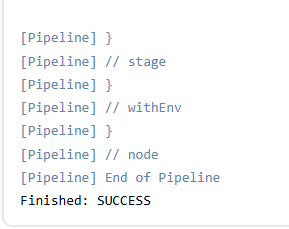 [Pipeline] }
[Pipeline] // stage
[Pipeline] }
[Pipeline] // withEnv
[Pipeline] }
[Pipeline] // node
[Pipeline] End of Pipeline
Finished: SUCCESS